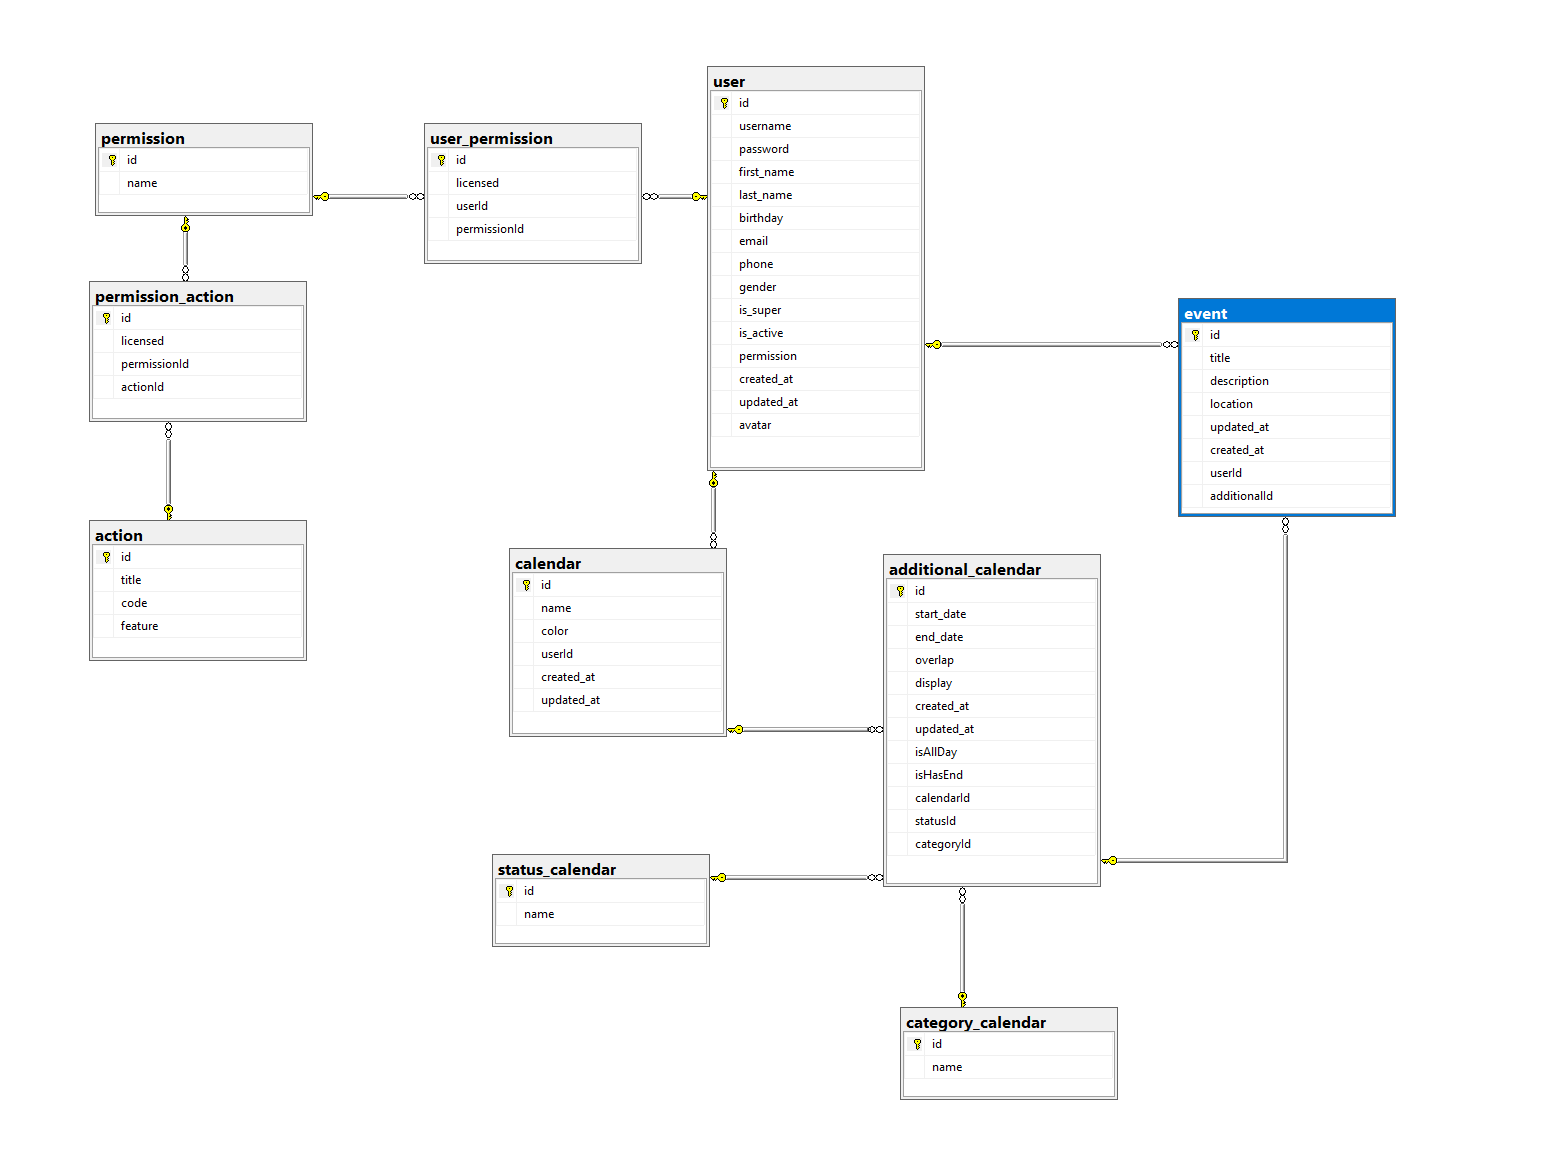 user
id
username
password
first_name
last_name
birthday
email
phone
gender
is_super
is_active
permission
created_at
updated_at
avatar
permission
id
name
user_permission
id
licensed
userId
permissionId
permission_action
id
licensed
permissionId
actionId
event
id
title
description
location
updated_at
created_at
userId
additionalId
action
id
title
code
feature
calendar
id
name
color
userId
created_at
updated_at
additional_calendar
id
start_date
end_date
overlap
display
created_at
updated_at
isAllDay
isHasEnd
calendarId
statusId
categoryId
status_calendar
id
name
category_calendar
id
name